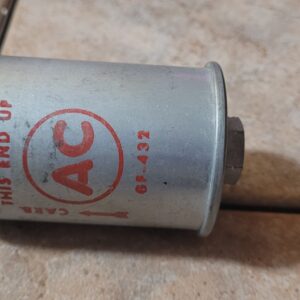 THIS END UP
AC
GF-432
CARB